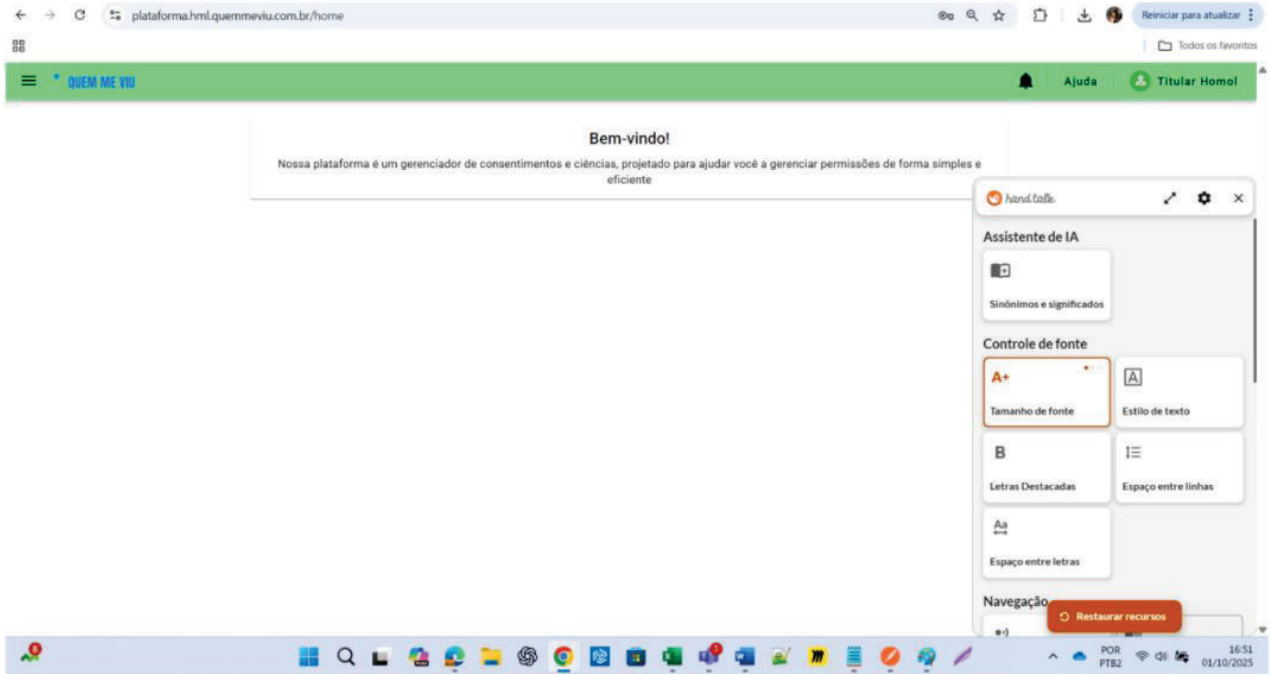 plataforma.hml.quemmeviu.com.br/home
Reiniciar para atualizar
Todos os favoritos
QUEM ME VIU
Ajuda
Titular Homol
Bem-vindo!
Nossa plataforma é um gerenciador de consentimentos e ciências, projetado para ajudar você a gerenciar permissões de forma simples e
eficiente
hand talk
Assistente de IA
Sinônimos e significados
Controle de fonte
A+
A
Tamanho de fonte
Estilo de texto
B
Letras Destacadas
Espaço entre linhas
Aa
Espaço entre letras
Navegação
Restaurar recursos
POR
PTB2
16:51
01/10/2025